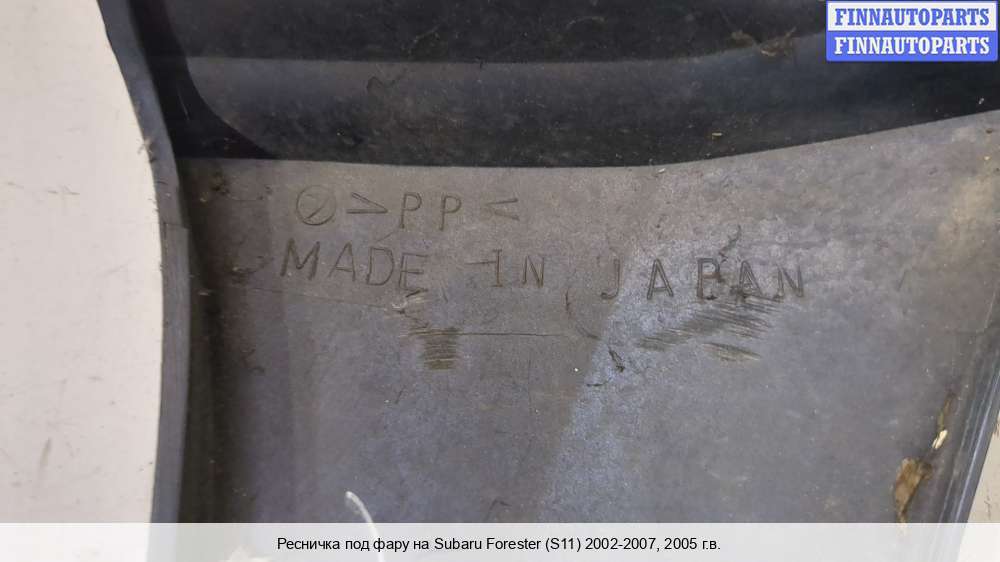 FINNAUTOPARTS
FINNAUTOPARTS
>PP<
MADE IN JAPAN
Ресничка под фару на Subaru Forester (S11) 2002-2007, 2005 г.в.